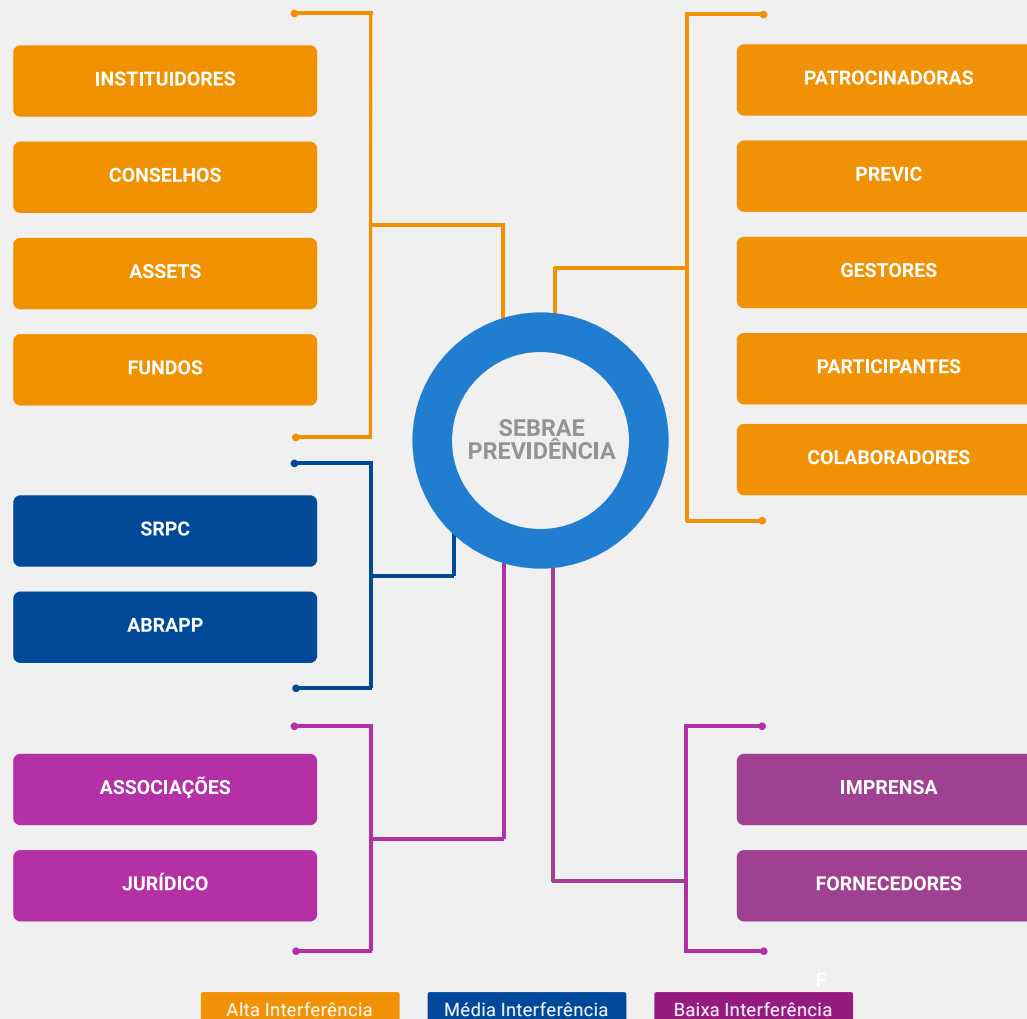 INSTITUIDORES
CONSELHOS
ASSETS
FUNDOS
PATROCINADORAS
PREVIC
GESTORES
PARTICIPANTES
COLABORADORES
SEBRAE
PREVIDÊNCIA
SRPC
ABRAPP
ASSOCIAÇÕES
JURÍDICO
IMPRENSA
FORNECEDORES
F
Alta Interferência
Média Interferência
Baixa Interferência